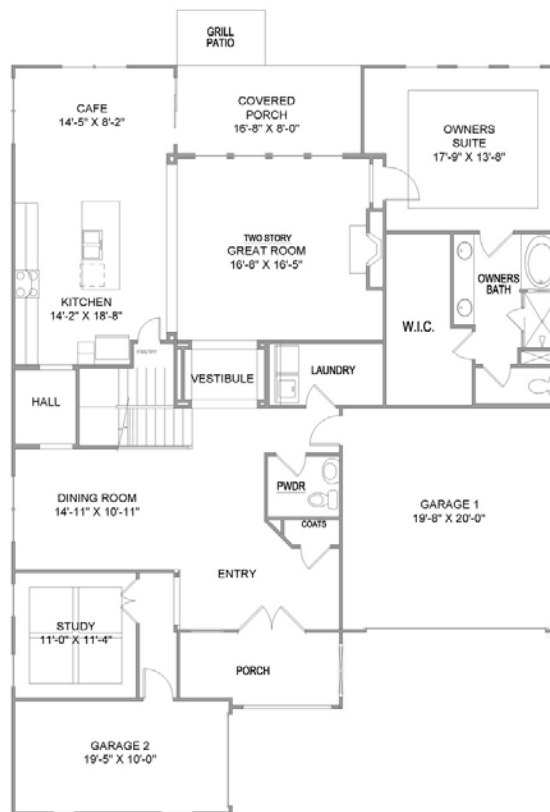 GRILL
PATIO
CAFE
14'-5" X 8'-2"
COVERED
PORCH
16'-8" X 8'-0"
OWNERS
SUITE
17'-9" X 13'-8"
TWO STORY
GREAT ROOM
16'-8" X 16'-5"
OWNERS
BATH
KITCHEN
14'-2" X 18'-8"
W.I.C.
PANTRY
LAUNDRY
VESTIBULE
HALL
PWDR
DINING ROOM
14'-11" X 10'-11"
GARAGE 1
19'-8" X 20'-0"
COATS
ENTRY
STUDY
11'-0" X 11'-4"
PORCH
GARAGE 2
19'-5" X 10'-0"